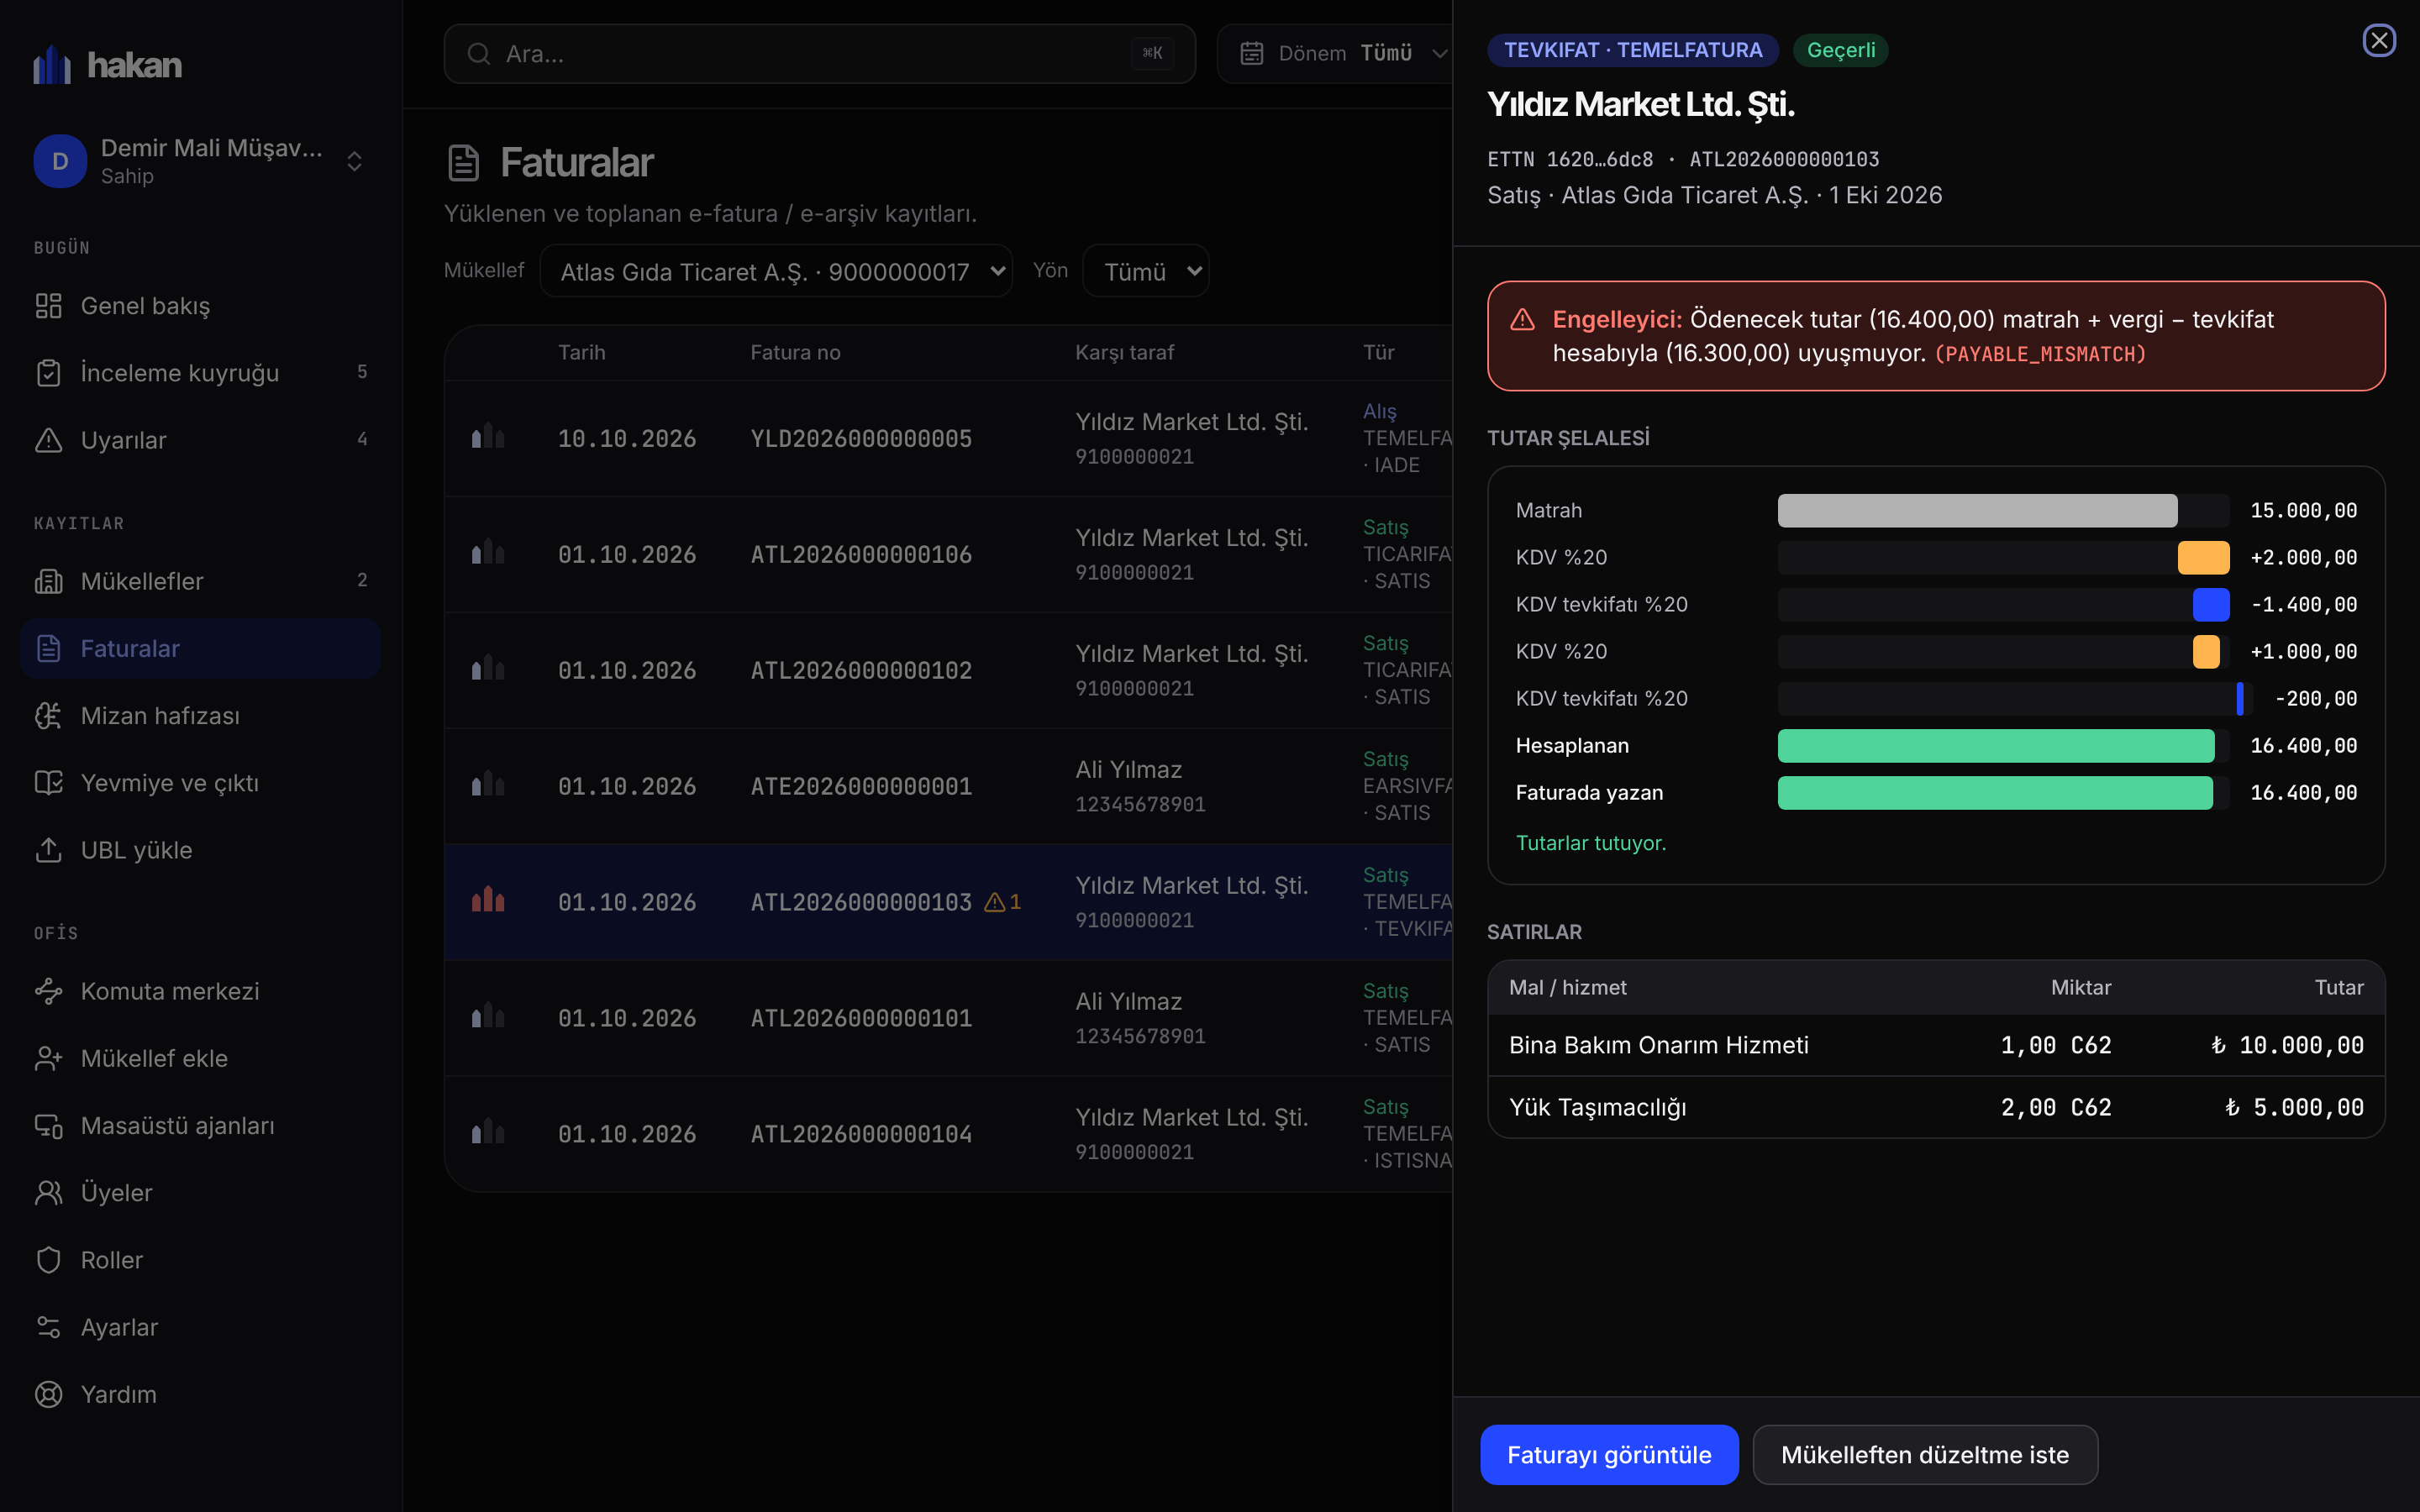 hakan
D
Demir Mali Müşav...
Sahip
BUGÜN
Genel bakış
İnceleme kuyruğu 5
Uyarılar 4
KAYITLAR
Mükellefler 2
Faturalar
Mizan hafızası
Yevmiye ve çıktı
UBL yükle
OFİS
Komuta merkezi
Mükellef ekle
Masaüstü ajanları
Üyeler
Roller
Ayarlar
Yardım
Ara... ⌘K
Dönem Tümü
Faturalar
Yüklenen ve toplanan e-fatura / e-arşiv kayıtları.
Mükellef Atlas Gıda Ticaret A.Ş. · 9000000017 Yön Tümü
Tarih Fatura no Karşı taraf Tür
10.10.2026 YLD2026000000005 Yıldız Market Ltd. Şti. 9100000021 Alış
TEMELFA
· IADE
01.10.2026 ATL2026000000106 Yıldız Market Ltd. Şti. 9100000021 Satış
TICARIFA
· SATIS
01.10.2026 ATL2026000000102 Yıldız Market Ltd. Şti. 9100000021 Satış
TICARIFA
· SATIS
01.10.2026 ATE2026000000001 Ali Yılmaz 12345678901 Satış
EARSIVFA
· SATIS
01.10.2026 ATL2026000000103 1 Yıldız Market Ltd. Şti. 9100000021 Satış
TEMELFA
· TEVKIFA
01.10.2026 ATL2026000000101 Ali Yılmaz 12345678901 Satış
TEMELFA
· SATIS
01.10.2026 ATL2026000000104 Yıldız Market Ltd. Şti. 9100000021 Satış
TEMELFA
· ISTISNA
TEVKIFAT · TEMELFATURA Geçerli
Yıldız Market Ltd. Şti.
ETTN 1620…6dc8 · ATL2026000000103
Satış · Atlas Gıda Ticaret A.Ş. · 1 Eki 2026
Engelleyici: Ödenecek tutar (16.400,00) matrah + vergi − tevkifat
hesabıyla (16.300,00) uyuşmuyor. (PAYABLE_MISMATCH)
TUTAR ŞELALESİ
Matrah 15.000,00
KDV %20 +2.000,00
KDV tevkifatı %20 -1.400,00
KDV %20 +1.000,00
KDV tevkifatı %20 -200,00
Hesaplanan 16.400,00
Faturada yazan 16.400,00
Tutarlar tutuyor.
SATIRLAR
Mal / hizmet Miktar Tutar
Bina Bakım Onarım Hizmeti 1,00 C62 ₺ 10.000,00
Yük Taşımacılığı 2,00 C62 ₺ 5.000,00
Faturayı görüntüle
Mükelleften düzeltme iste